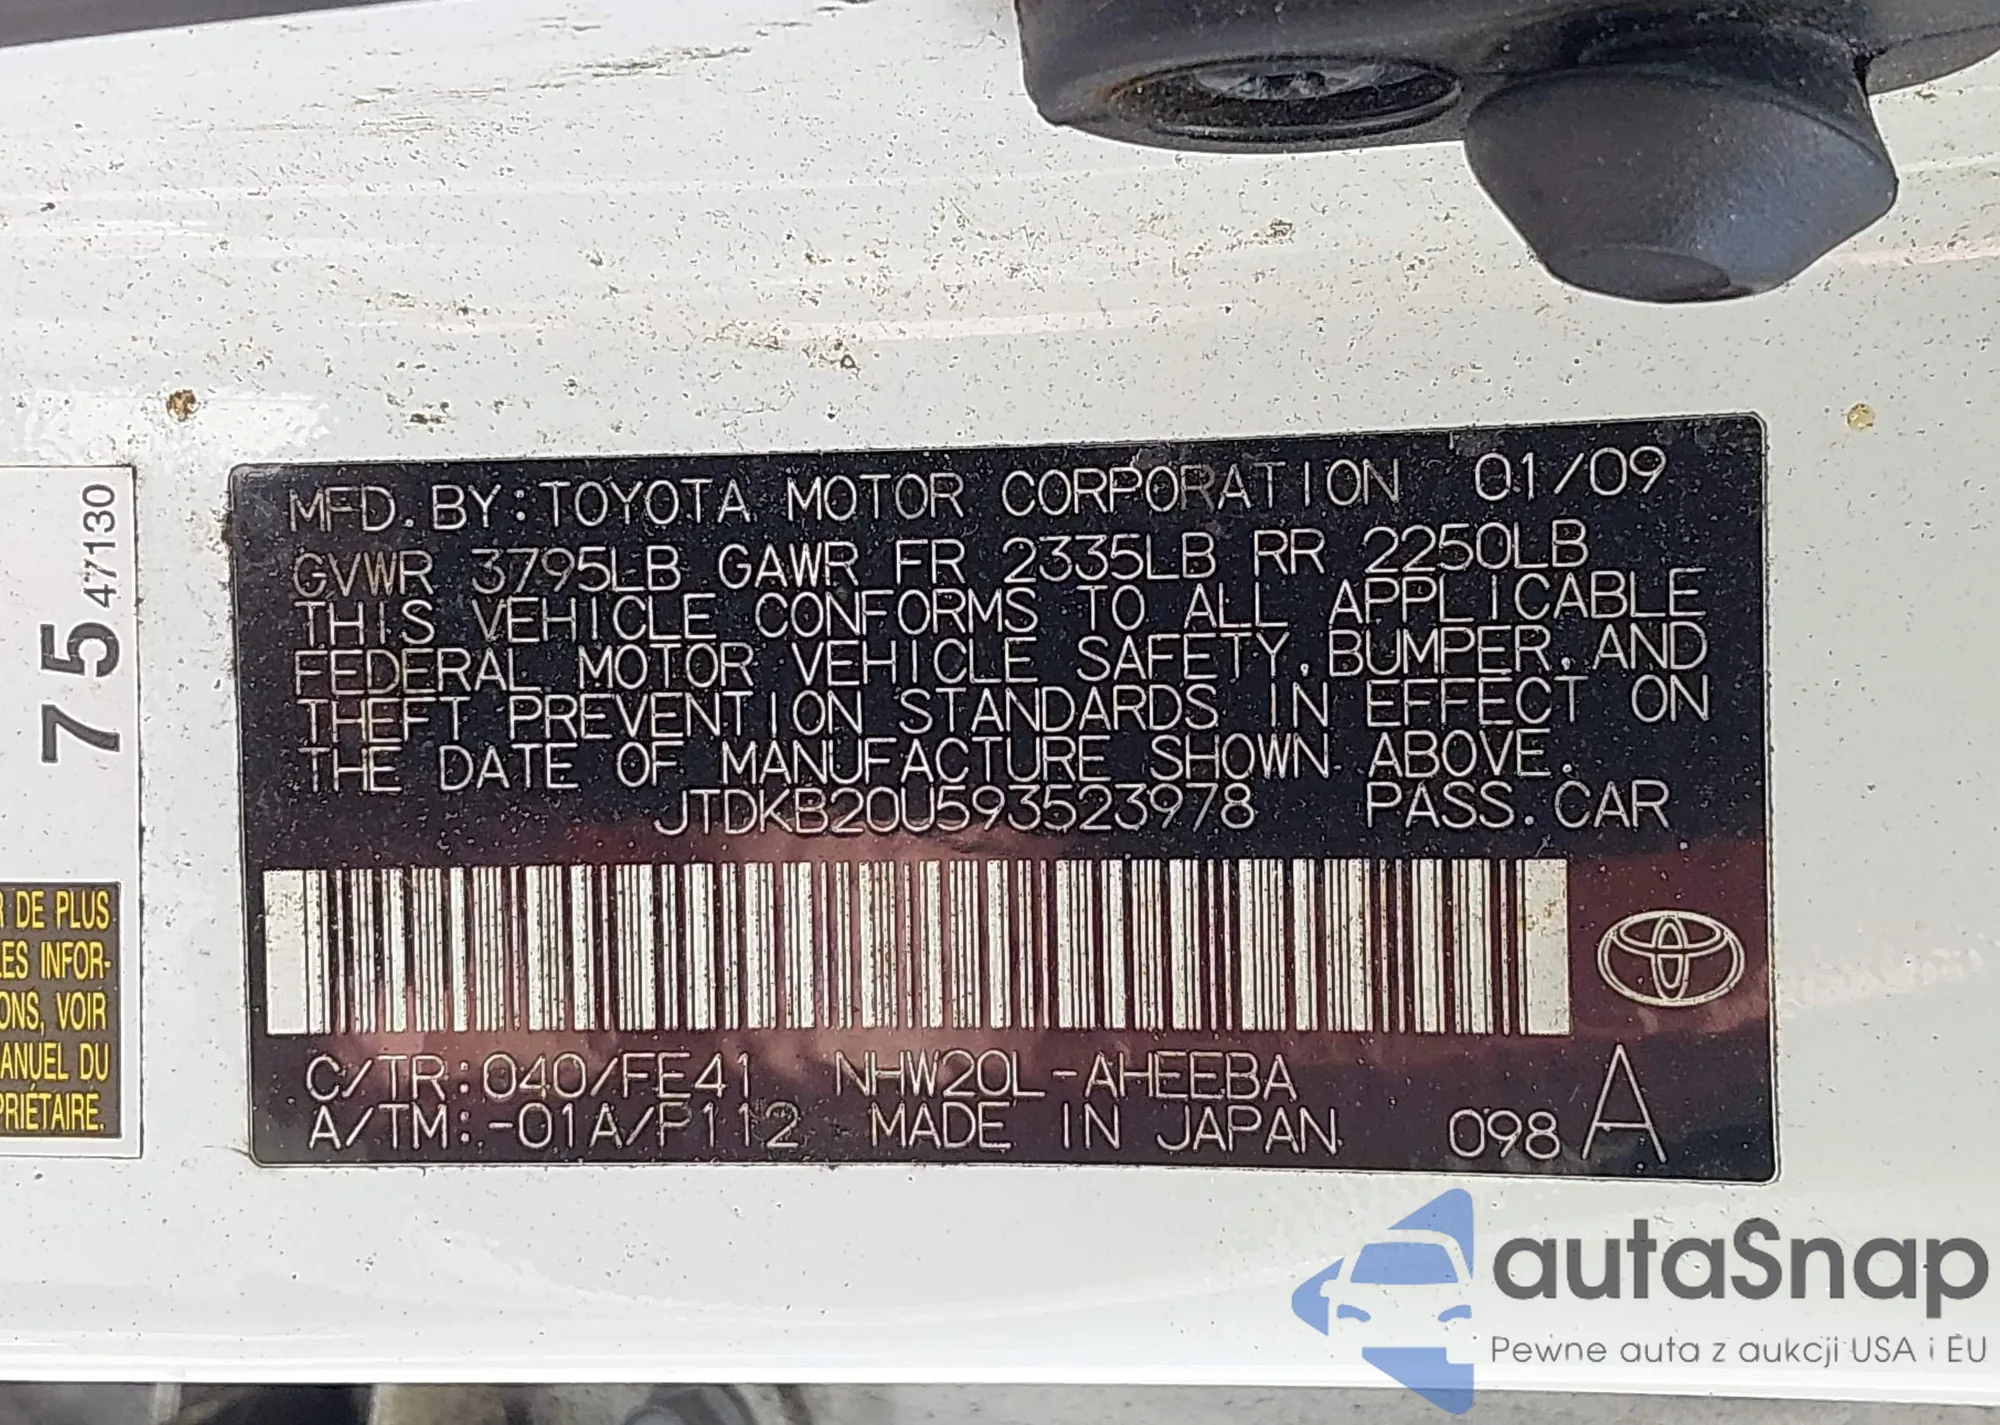 MFD. BY: TOYOTA MOTOR CORPORATION 01/09
GVWR 3795LB GAWR FR 2335LB RR 2250LB
THIS VEHICLE CONFORMS TO ALL APPLICABLE
FEDERAL MOTOR VEHICLE SAFETY, BUMPER, AND
THEFT PREVENTION STANDARDS IN EFFECT ON
THE DATE OF MANUFACTURE SHOWN ABOVE.
JTDKB20U593523978 PASS. CAR
C/TR: 040/FE41 NHW20L-AHEEBA
A/TM: -01A/P112 MADE IN JAPAN 098 A
75 47130
R DE PLUS
LES INFOR-
ONS, VOIR
ANUEL DU
PRIÉTAIRE.
autaSnap
Pewne auta z aukcji USA i EU